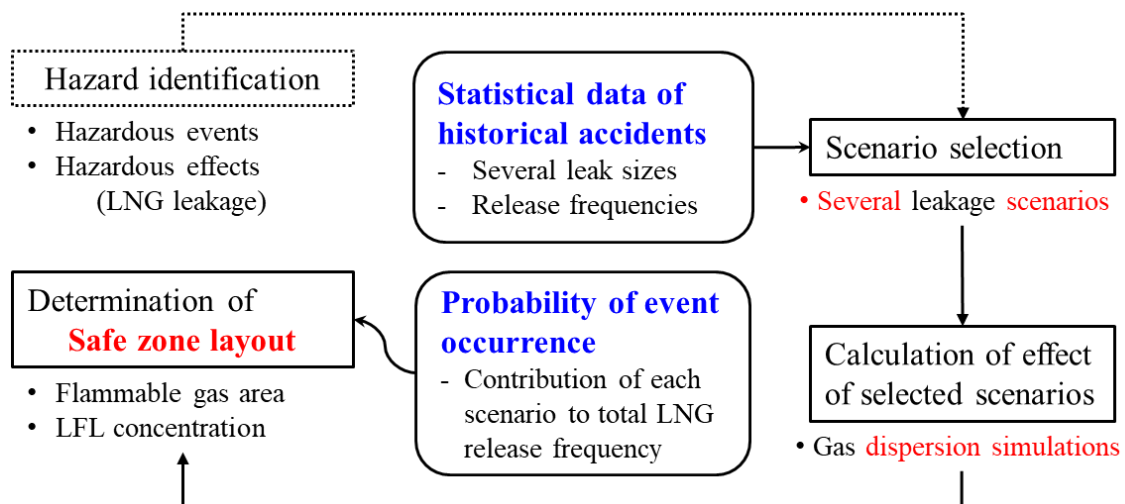 Hazard identification
• Hazardous events
• Hazardous effects
(LNG leakage)
Statistical data of
historical accidents
- Several leak sizes
- Release frequencies
Scenario selection
• Several leakage scenarios
Determination of
Safe zone layout
• Flammable gas area
• LFL concentration
Probability of event
occurrence
- Contribution of each
scenario to total LNG
release frequency
Calculation of effect
of selected scenarios
• Gas dispersion simulations